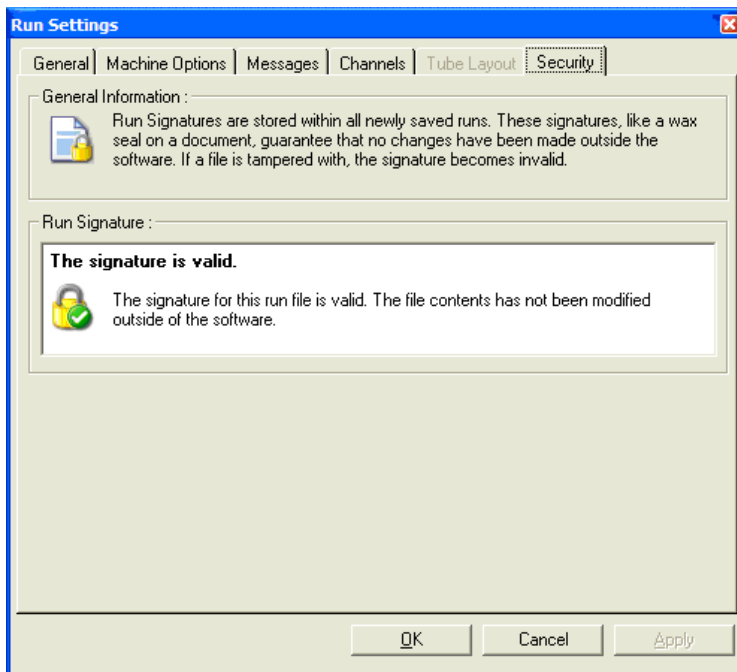 Run Settings
General
Machine Options
Messages
Channels
Tube Layout
Security
General Information :
Run Signatures are stored within all newly saved runs. These signatures, like a wax
seal on a document, guarantee that no changes have been made outside the
software. If a file is tampered with, the signature becomes invalid.
Run Signature :
The signature is valid.
The signature for this run file is valid. The file contents has not been modified
outside of the software.
OK
Cancel
Apply